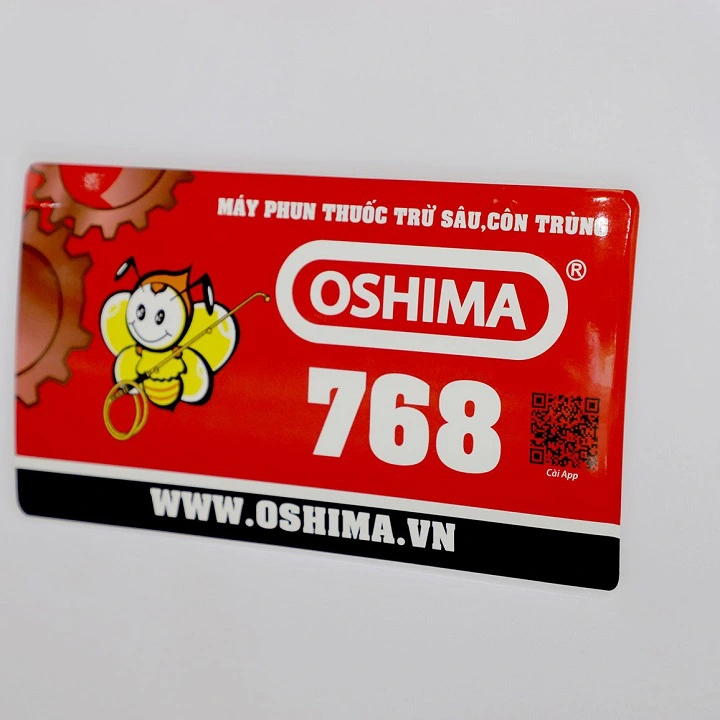 MÁY PHUN THUỐC TRỪ SÂU,CÔN TRÙNG
OSHIMA®
768
Cài App
WWW.OSHIMA.VN